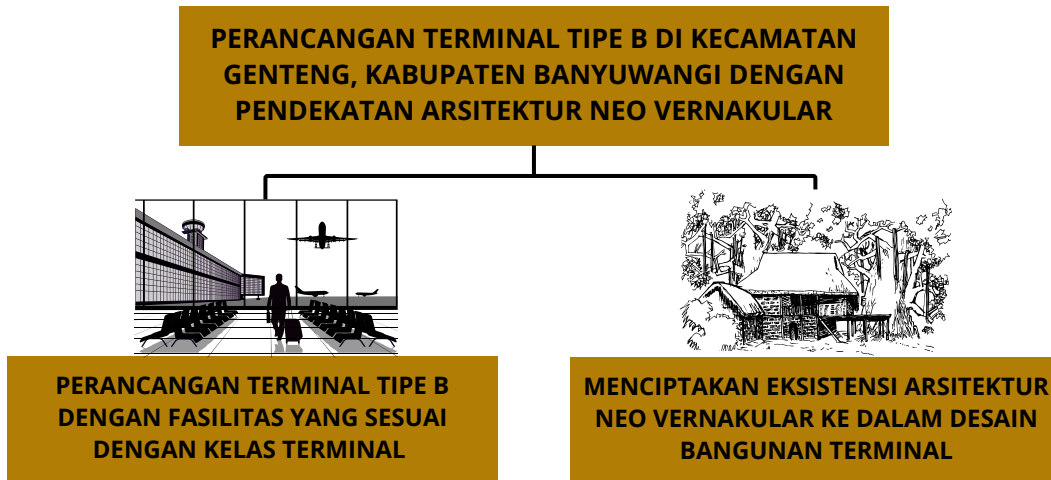 PERANCANGAN TERMINAL TIPE B DI KECAMATAN
GENTENG, KABUPATEN BANYUWANGI DENGAN
PENDEKATAN ARSITEKTUR NEO VERNAKULAR
PERANCANGAN TERMINAL TIPE B
DENGAN FASILITAS YANG SESUAI
DENGAN KELAS TERMINAL
MENCIPTAKAN EKSISTENSI ARSITEKTUR
NEO VERNAKULAR KE DALAM DESAIN
BANGUNAN TERMINAL